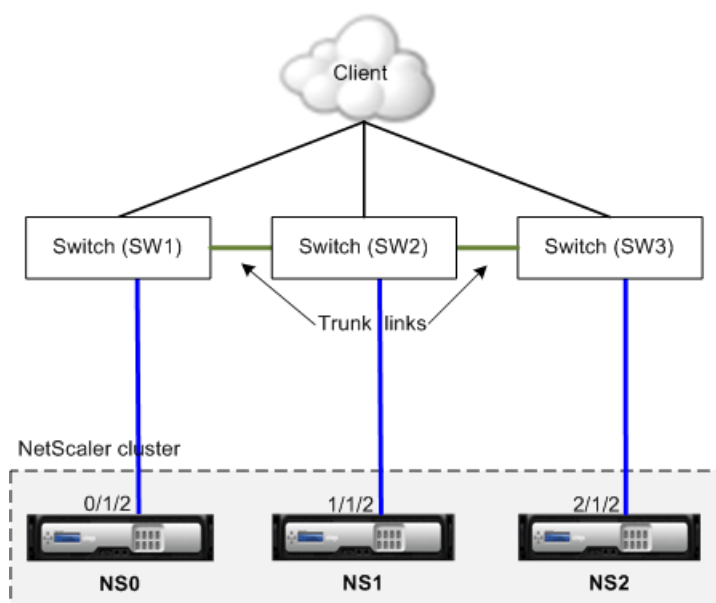 Client
Switch (SW1)
Switch (SW2)
Switch (SW3)
Trunk links
NetScaler cluster
0/1/2
1/1/2
2/1/2
NS0
NS1
NS2